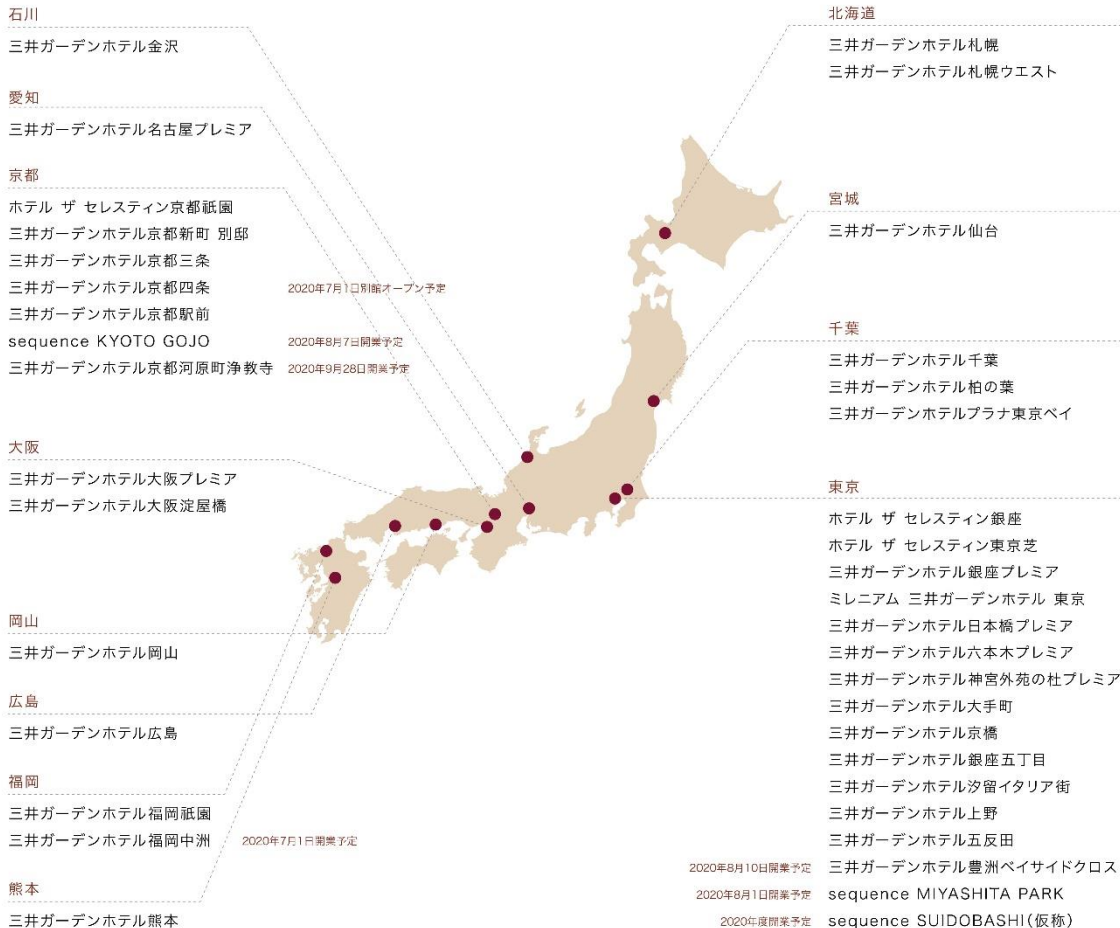 石川
三井ガーデンホテル金沢
愛知
三井ガーデンホテル名古屋プレミア
京都
ホテル ザ セレスティン京都祇園
三井ガーデンホテル京都新町 別邸
三井ガーデンホテル京都三条
三井ガーデンホテル京都四条 2020年7月1日別館オープン予定
三井ガーデンホテル京都駅前
sequence KYOTO GOJO 2020年8月7日開業予定
三井ガーデンホテル京都河原町浄教寺 2020年9月28日開業予定
大阪
三井ガーデンホテル大阪プレミア
三井ガーデンホテル大阪淀屋橋
岡山
三井ガーデンホテル岡山
広島
三井ガーデンホテル広島
福岡
三井ガーデンホテル福岡祇園
三井ガーデンホテル福岡中洲 2020年7月1日開業予定
熊本
三井ガーデンホテル熊本
北海道
三井ガーデンホテル札幌
三井ガーデンホテル札幌ウエスト
宮城
三井ガーデンホテル仙台
千葉
三井ガーデンホテル千葉
三井ガーデンホテル柏の葉
三井ガーデンホテルプラナ東京ベイ
東京
ホテル ザ セレスティン銀座
ホテル ザ セレスティン東京芝
三井ガーデンホテル銀座プレミア
ミレニアム 三井ガーデンホテル 東京
三井ガーデンホテル日本橋プレミア
三井ガーデンホテル六本木プレミア
三井ガーデンホテル神宮外苑の杜プレミア
三井ガーデンホテル大手町
三井ガーデンホテル京橋
三井ガーデンホテル銀座五丁目
三井ガーデンホテル汐留イタリア街
三井ガーデンホテル上野
三井ガーデンホテル五反田
2020年8月10日開業予定 三井ガーデンホテル豊洲ベイサイドクロス
2020年8月1日開業予定 sequence MIYASHITA PARK
2020年度開業予定 sequence SUIDOBASHI(仮称)